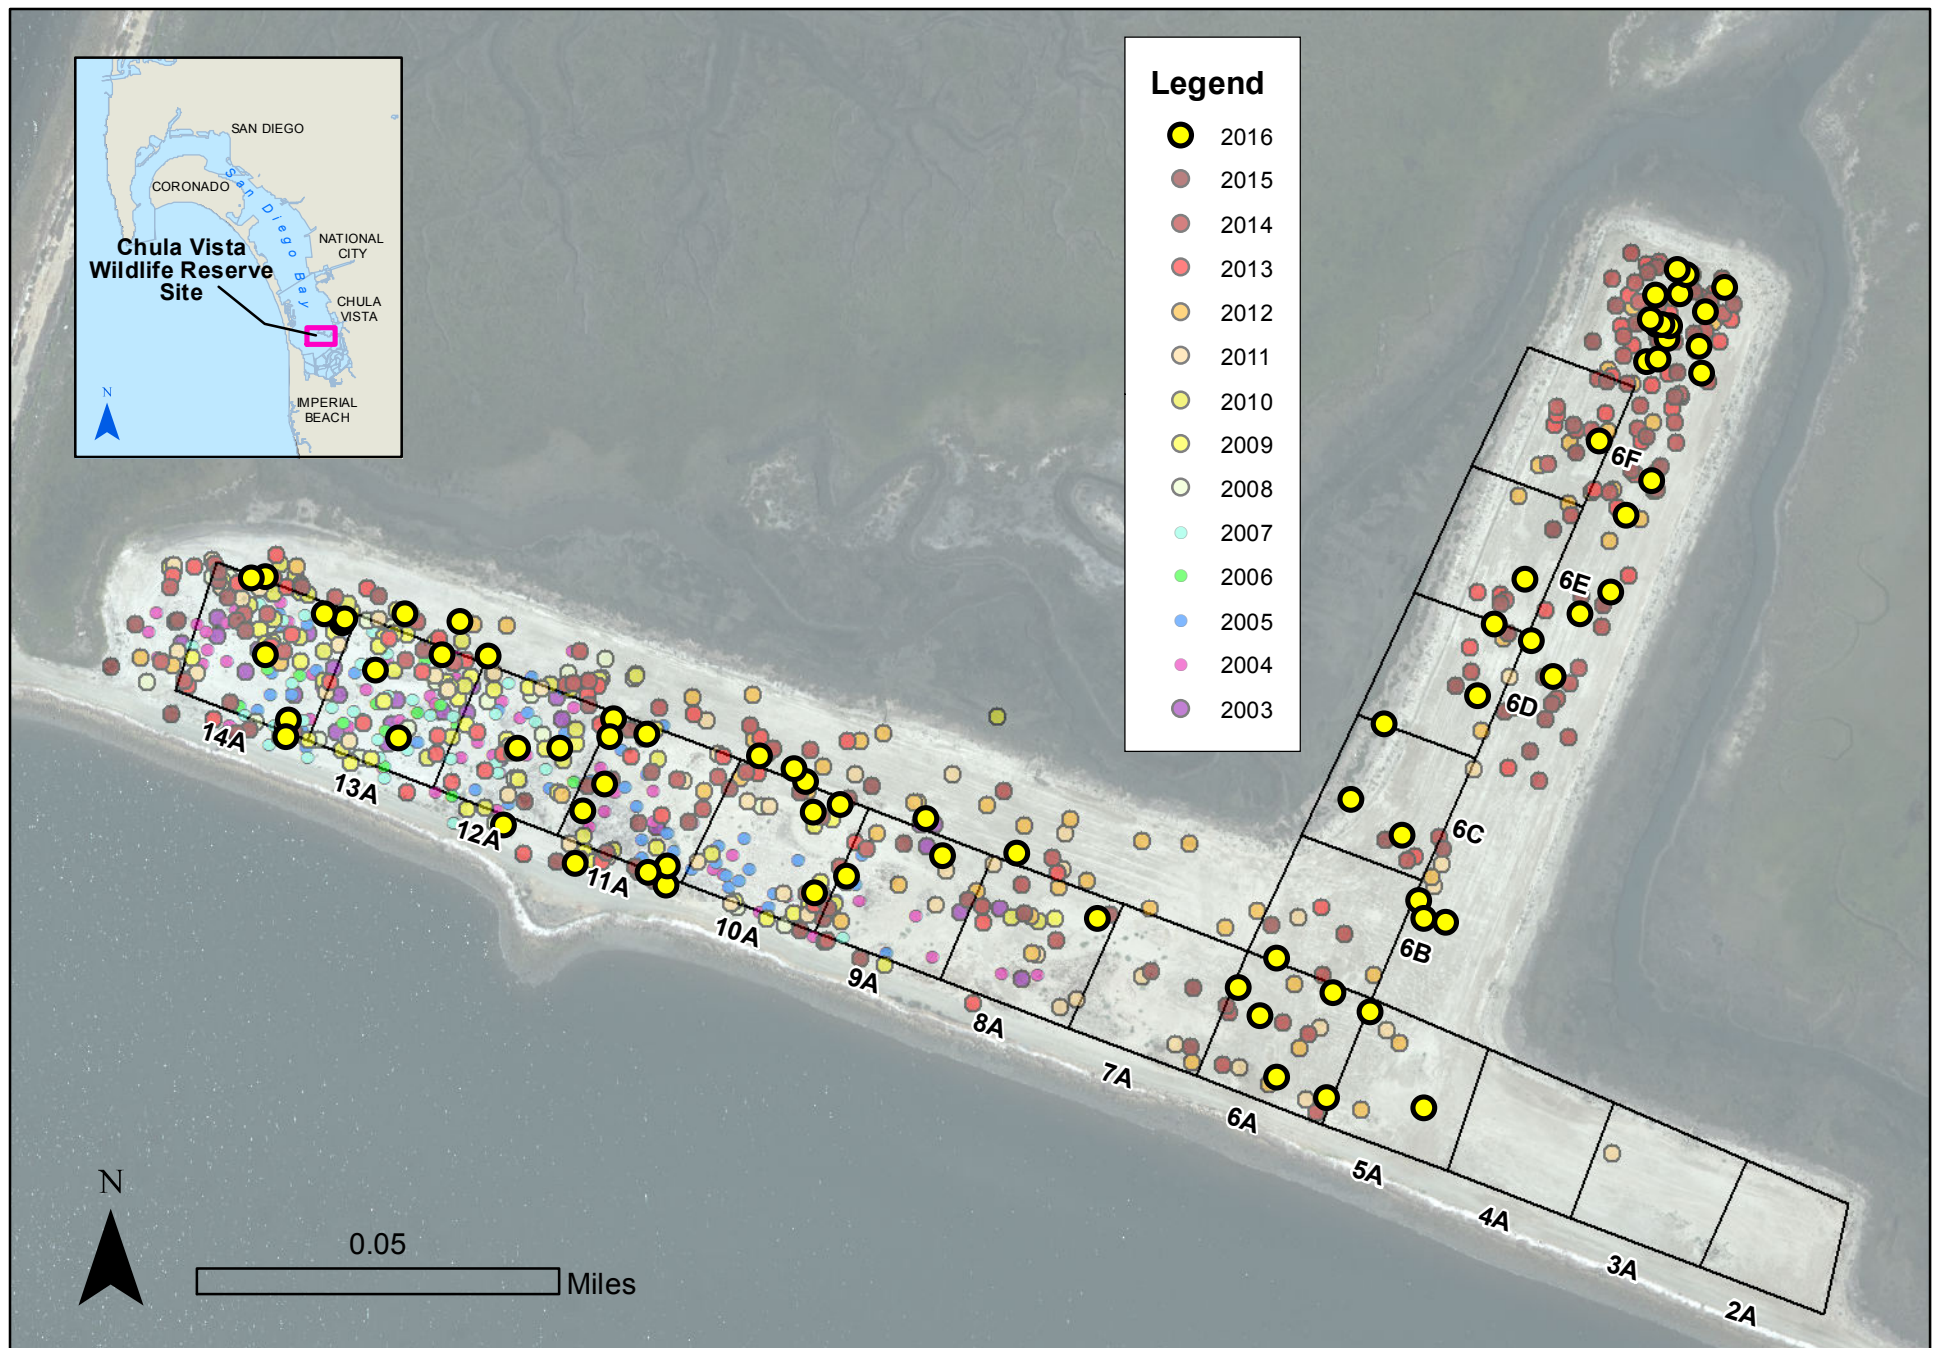 SAN DIEGO
CORONADO
San Diego Bay
NATIONAL
CITY
Chula Vista
Wildlife Reserve
Site
CHULA
VISTA
IMPERIAL
BEACH
N
Legend
2016
2015
2014
2013
2012
2011
2010
2009
2008
2007
2006
2005
2004
2003
6F
6E
6D
6C
6B
14A
13A
12A
11A
10A
9A
8A
7A
6A
5A
4A
3A
2A
N
0.05
Miles